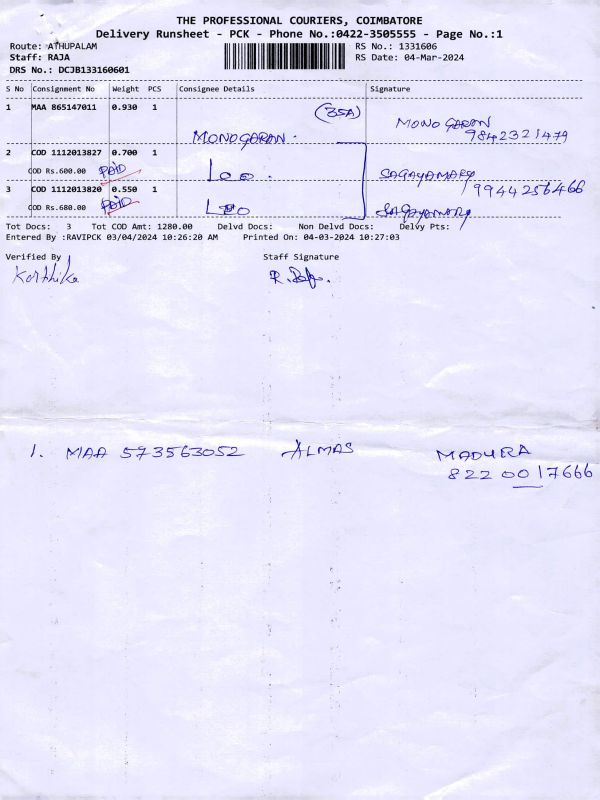 THE PROFESSIONAL COURIERS, COIMBATORE
Delivery Runsheet - PCK - Phone No.:0422-3505555 - Page No.:1
Route: ATHUPALAM RS No.: 1331606
Staff: RAJA RS Date: 04-Mar-2024
DRS No.: DCJB133160601
S No Consignment No Weight PCS Consignee Details Signature
1 MAA 865147011 0.930 1 (35A) MONOGARAN
MONOGARAN. 9842321479
2 COD 1112013827 0.700 1
COD Rs.600.00 PAID Leo. SAGAYAMARY
3 COD 1112013820 0.550 1 9944256466
COD Rs.680.00 PAID LEO SAGAYAMARY
Tot Docs: 3 Tot COD Amt: 1280.00 Delvd Docs: Non Delvd Docs: Delvy Pts:
Entered By :RAVIPCK 03/04/2024 10:26:20 AM Printed On: 04-03-2024 10:27:03
Verified By Staff Signature
Karthika
1. MAA 573563052 ALMAS MADHERA
822 0017666